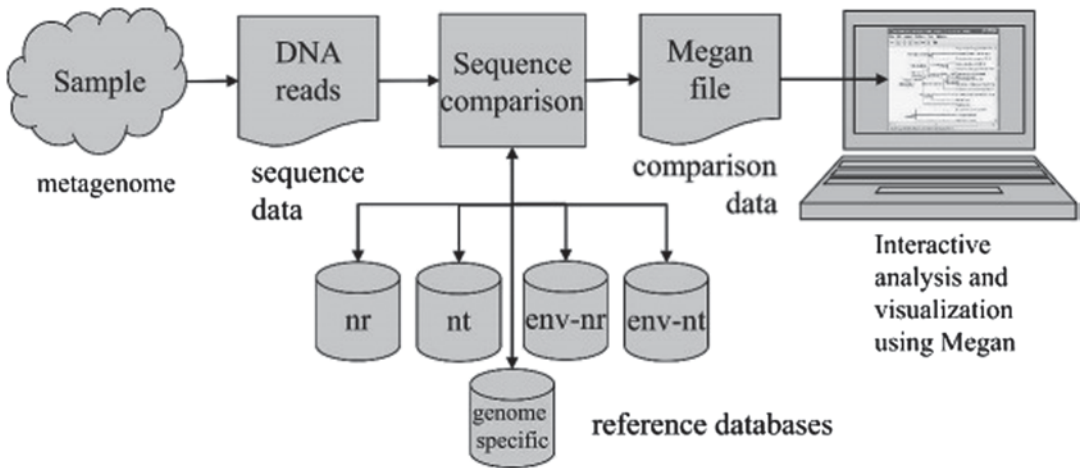 Sample
metagenome
DNA
reads
sequence
data
Sequence
comparison
Megan
file
comparison
data
Interactive
analysis and
visualization
using Megan
nr
nt
env-nr
env-nt
genome
specific
reference databases